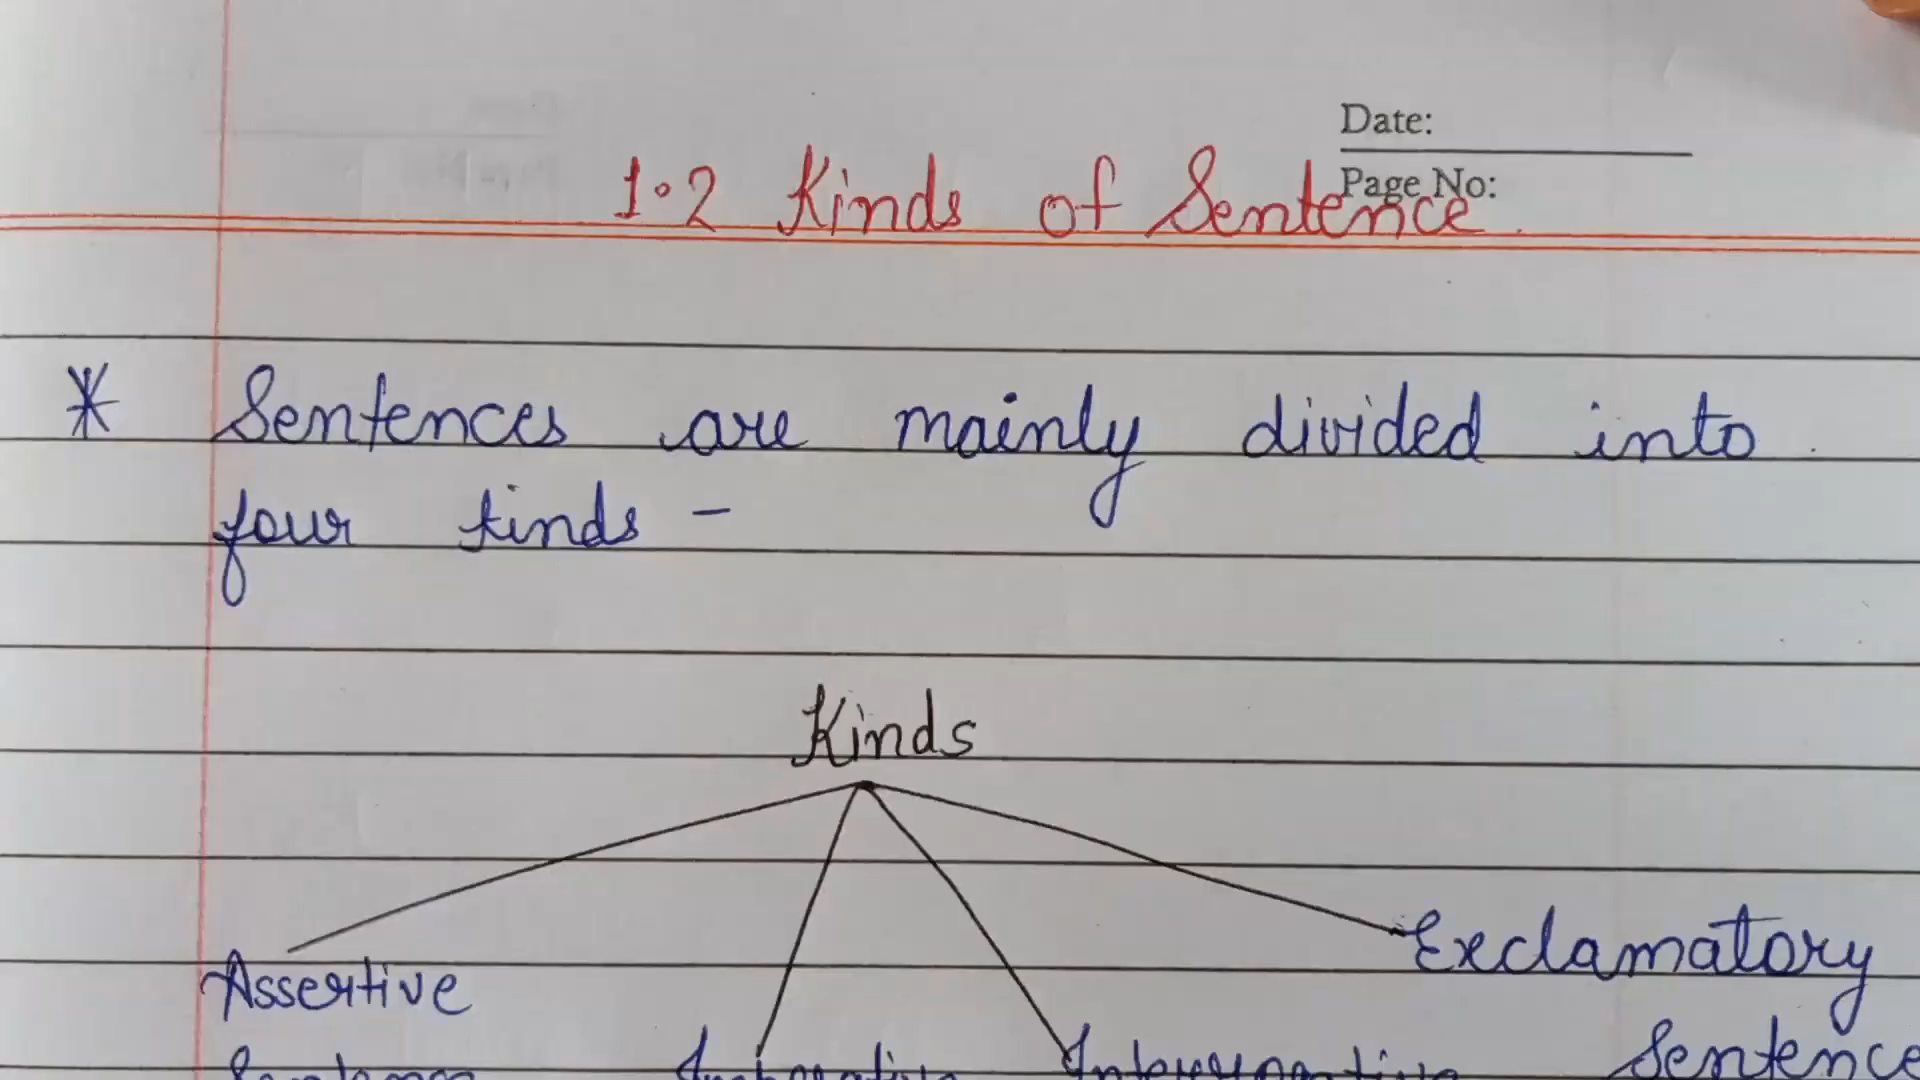 Date:
Page No:
1.2 Kinds of Sentence.
* Sentences are mainly divided into
four kinds -
Kinds
Exclamatory
Assertive
Sentence